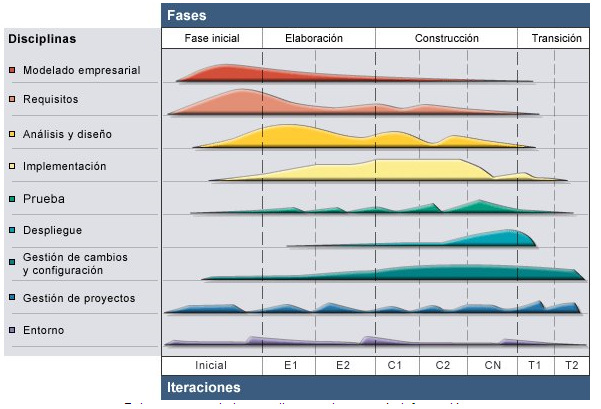 Fases
Disciplinas
Fase inicial Elaboración Construcción Transición
Modelado empresarial
Requisitos
Análisis y diseño
Implementación
Prueba
Despliegue
Gestión de cambios
y configuración
Gestión de proyectos
Entorno
Inicial E1 E2 C1 C2 CN T1 T2
Iteraciones